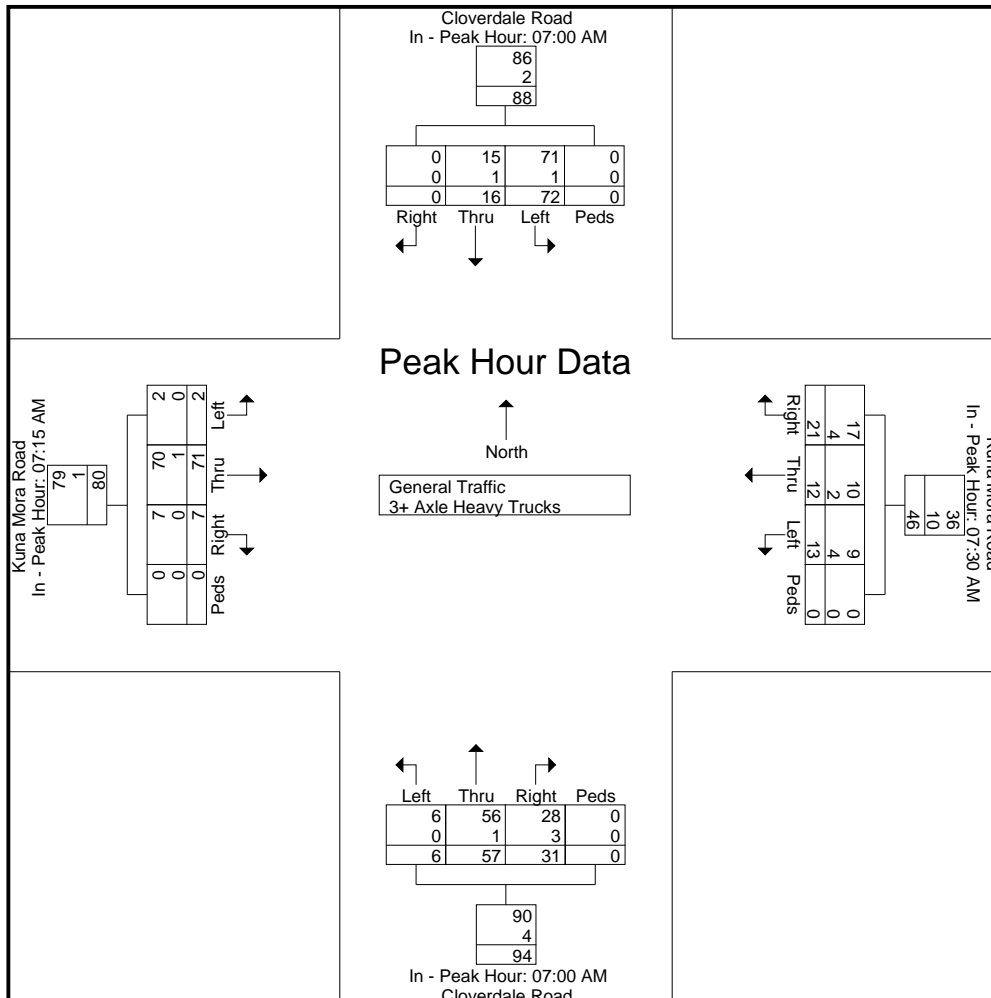 Cloverdale Road
In - Peak Hour: 07:00 AM
86
2
88
0 15 71 0
0 1 1 0
0 16 72 0
Right Thru Left Peds
Peak Hour Data
North
General Traffic
3+ Axle Heavy Trucks
Kuna Mora Road
In - Peak Hour: 07:15 AM
79
1
80
2 70 7 0
0 1 0 0
2 71 7 0
Left Thru Right Peds
Right Thru Left Peds
21 12 13 0
4 2 4 0
17 10 9 0
36
10
46
In - Peak Hour: 07:30 AM
Kuna Mora Road
Left Thru Right Peds
6 56 28 0
0 1 3 0
6 57 31 0
90
4
94
In - Peak Hour: 07:00 AM
Cloverdale Road